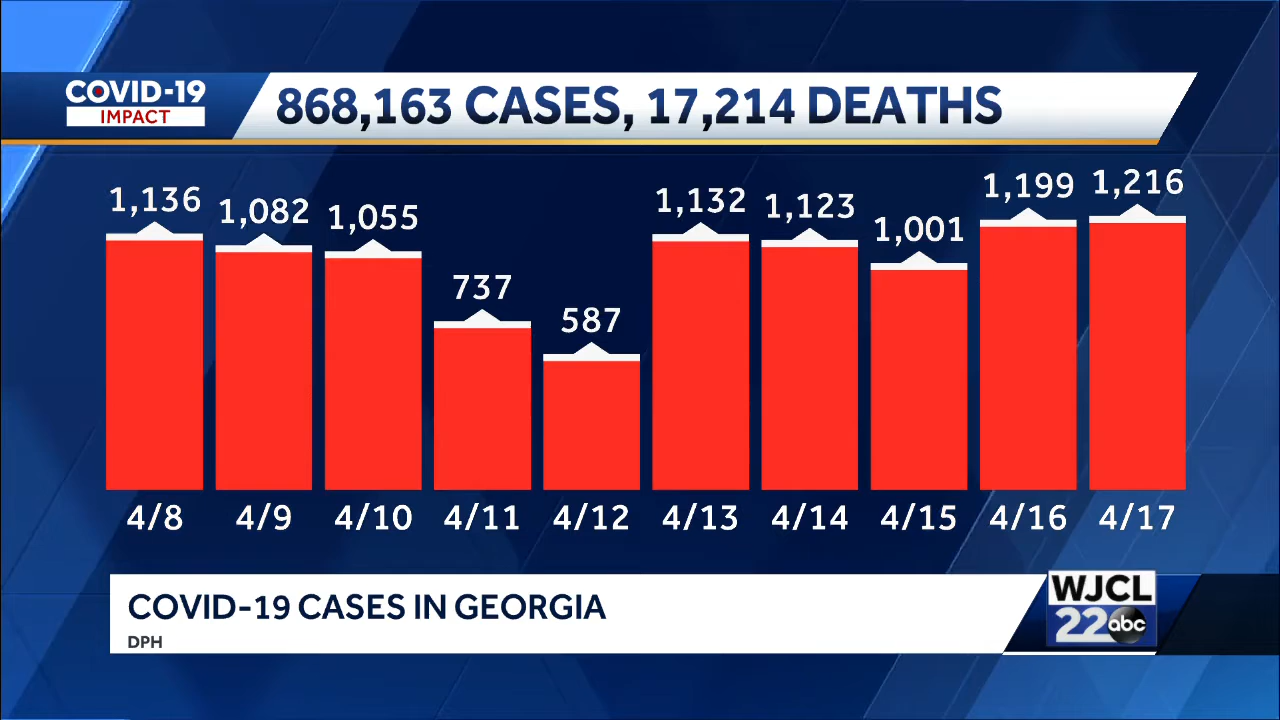 COVID-19
IMPACT
868,163 CASES, 17,214 DEATHS
1,136
1,082
1,055
737
587
1,132
1,123
1,001
1,199
1,216
4/8
4/9
4/10
4/11
4/12
4/13
4/14
4/15
4/16
4/17
COVID-19 CASES IN GEORGIA
DPH
WJCL
22 abc